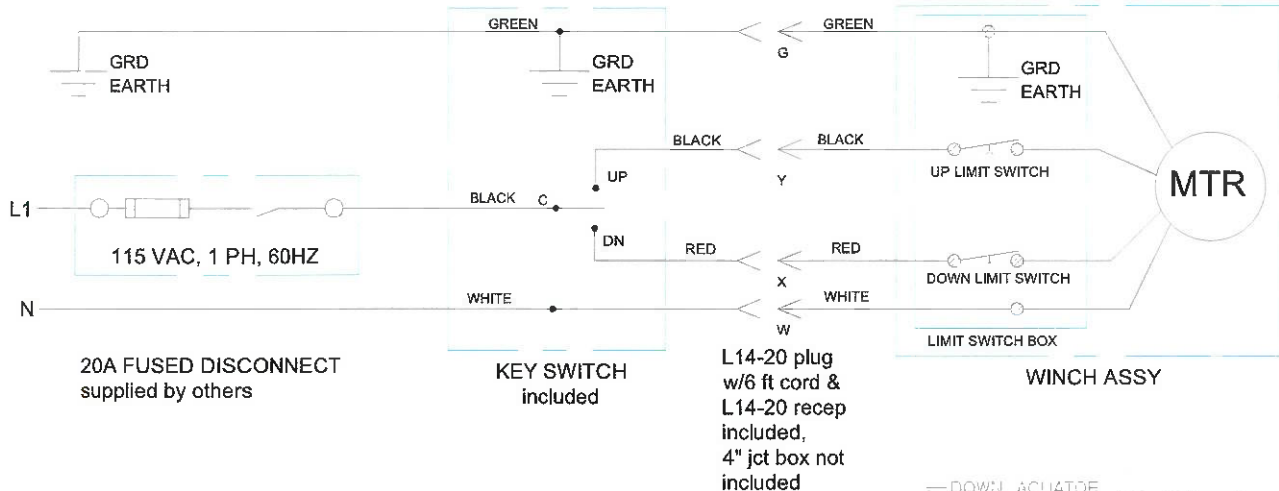 GREEN
GREEN
GRD
EARTH
GRD
EARTH
G
GRD
EARTH
BLACK
BLACK
UP
Y
UP LIMIT SWITCH
MTR
L1
BLACK
C
115 VAC, 1 PH, 60HZ
DN
RED
RED
X
DOWN LIMIT SWITCH
N
WHITE
WHITE
W
LIMIT SWITCH BOX
20A FUSED DISCONNECT
supplied by others
KEY SWITCH
included
L14-20 plug
w/6 ft cord &
L14-20 recep
included,
4" jct box not
included
WINCH ASSY
DOWN